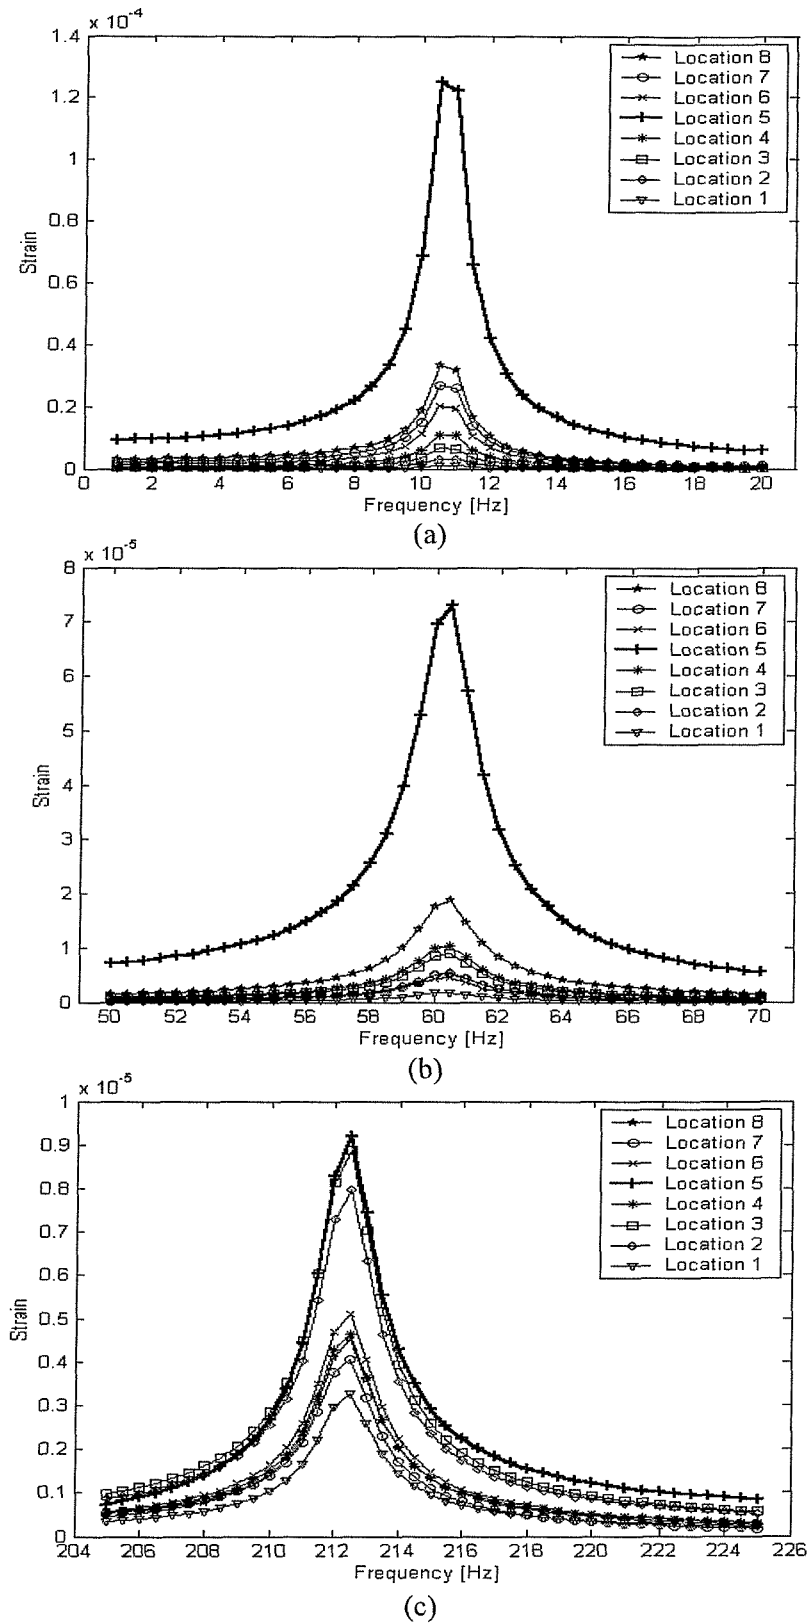 x 10-4
1.4
1.2
1
0.8
0.6
0.4
0.2
0
Strain
Location 8
Location 7
Location 6
Location 5
Location 4
Location 3
Location 2
Location 1
0 2 4 6 8 10 12 14 16 18 20
Frequency [Hz]
(a)
x 10-5
8
7
6
5
4
3
2
1
0
Strain
Location 8
Location 7
Location 6
Location 5
Location 4
Location 3
Location 2
Location 1
50 52 54 56 58 60 62 64 66 68 70
Frequency [Hz]
(b)
x 10-5
1
0.9
0.8
0.7
0.6
0.5
0.4
0.3
0.2
0.1
0
Strain
Location 8
Location 7
Location 6
Location 5
Location 4
Location 3
Location 2
Location 1
204 206 208 210 212 214 216 218 220 222 224 226
Frequency [Hz]
(c)